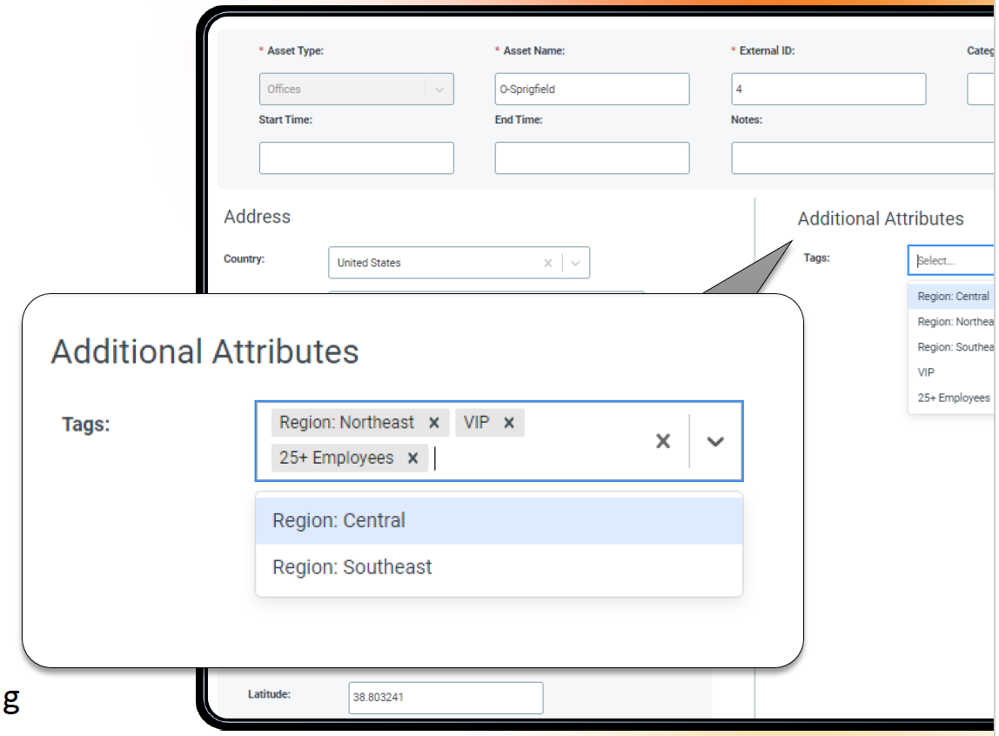 * Asset Type:
* Asset Name:
* External ID:
Categ
Offices
O-Sprigfield
4
Start Time:
End Time:
Notes:
Address
Additional Attributes
Country:
United States
Tags:
Select...
Region: Central
Region: Northea
Region: Southea
VIP
25+ Employees
Additional Attributes
Tags:
Region: Northeast
VIP
25+ Employees
Region: Central
Region: Southeast
Latitude:
38.803241
g